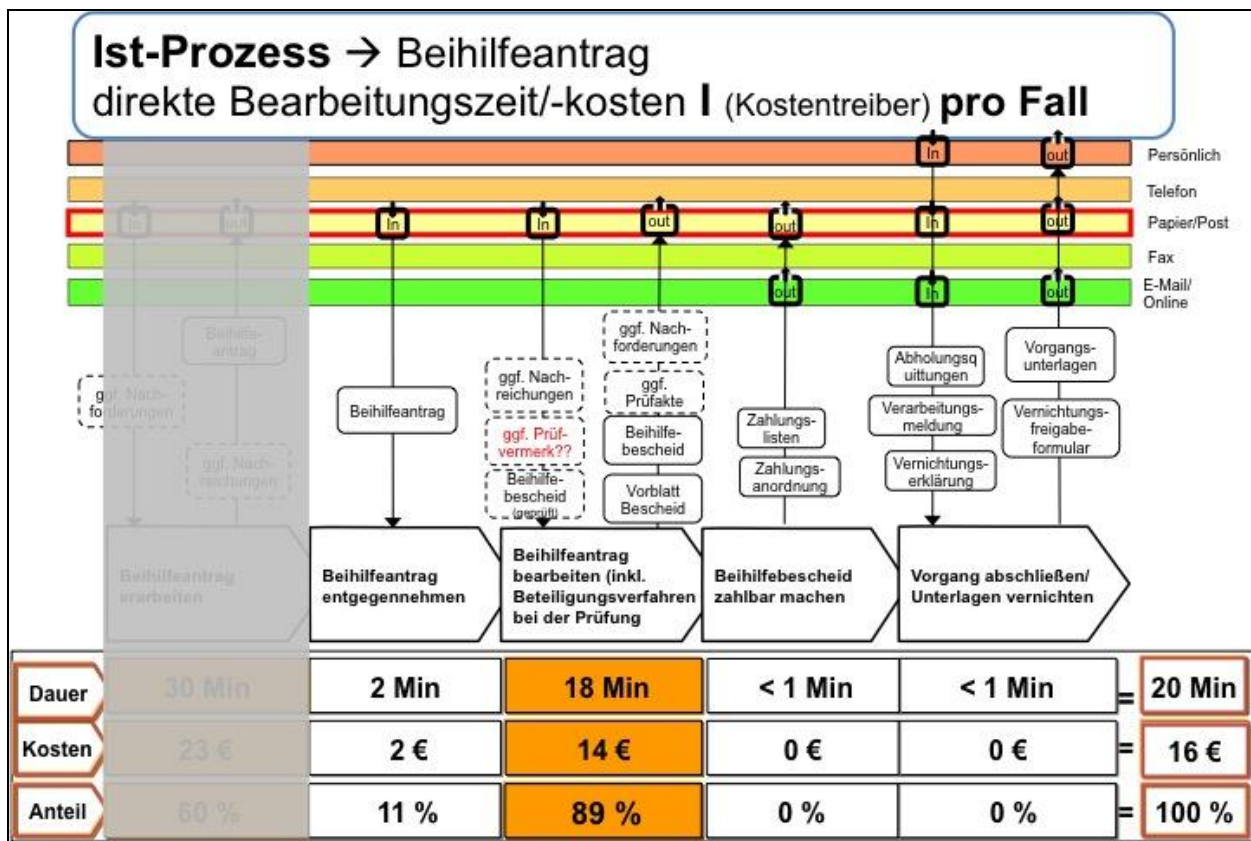 Ist-Prozess → Beihilfeantrag
direkte Bearbeitungszeit/-kosten I (Kostentreiber) pro Fall
In
out
Persönlich
Telefon
In
out
In
In
out
out
In
out
Papier/Post
Fax
out
In
out
E-Mail/
Online
ggf. Nach-
forderungen
Beihilfe-
antrag
ggf. Nach-
reichungen
Beihilfeantrag
ggf. Nach-
reichungen
ggf. Prüf-
vermerk??
Beihilfe-
bescheid
(geprüft)
ggf. Nach-
forderungen
ggf.
Prüfakte
Beihilfe-
bescheid
Vorblatt
Bescheid
Zahlungs-
listen
Zahlungs-
anordnung
Abholungsq
uittungen
Verarbeitungs-
meldung
Vernichtungs-
erklärung
Vorgangs-
unterlagen
Vernichtungs-
freigabe-
formular
Beihilfeantrag
erarbeiten
Beihilfeantrag
entgegennehmen
Beihilfeantrag
bearbeiten (inkl.
Beteiligungsverfahren
bei der Prüfung
Beihilfebescheid
zahlbar machen
Vorgang abschließen/
Unterlagen vernichten
Dauer 30 Min 2 Min 18 Min < 1 Min < 1 Min = 20 Min
Kosten 23 € 2 € 14 € 0 € 0 € = 16 €
Anteil 60 % 11 % 89 % 0 % 0 % = 100 %